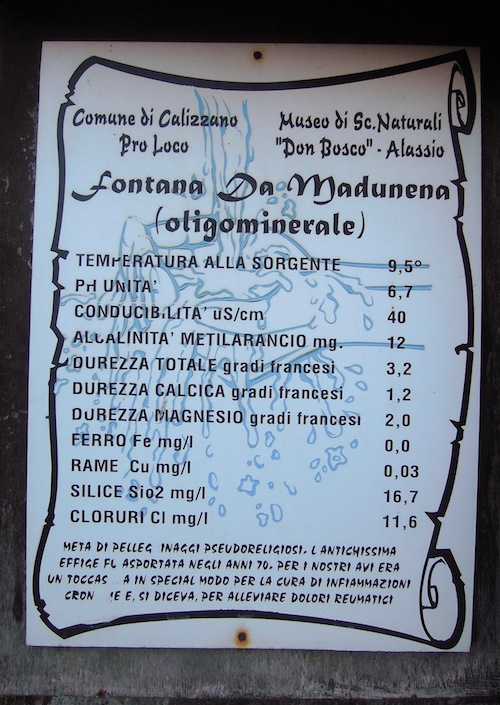 Comune di Calizzano Museo di Sc.Naturali
Pro Loco "Don Bosco" - Alassio
Fontana Da Madunena
(oligominerale)
TEMPERATURA ALLA SORGENTE 9,5°
PH UNITA' 6,7
CONDUCIBILITA' uS/cm 40
ALCALINITA' METILARANCIO mg. 12
DUREZZA TOTALE gradi francesi 3,2
DUREZZA CALCICA gradi francesi 1,2
DUREZZA MAGNESIO gradi francesi 2,0
FERRO Fe mg/l 0,0
RAME Cu mg/l 0,03
SILICE Sio2 mg/l 16,7
CLORURI Cl mg/l 11,6
META DI PELLEG INAGGI PSEUDORELIGIOSI. L ANTICHISSIMA
EFFIGE FU ASPORTATA NEGLI ANNI 70. PER I NOSTRI AVI ERA
UN TOCCAS A IN SPECIAL MODO PER LA CURA DI INFIAMMAZIONI
CRON IE E, SI DICEVA, PER ALLEVIARE DOLORI REUMATICI